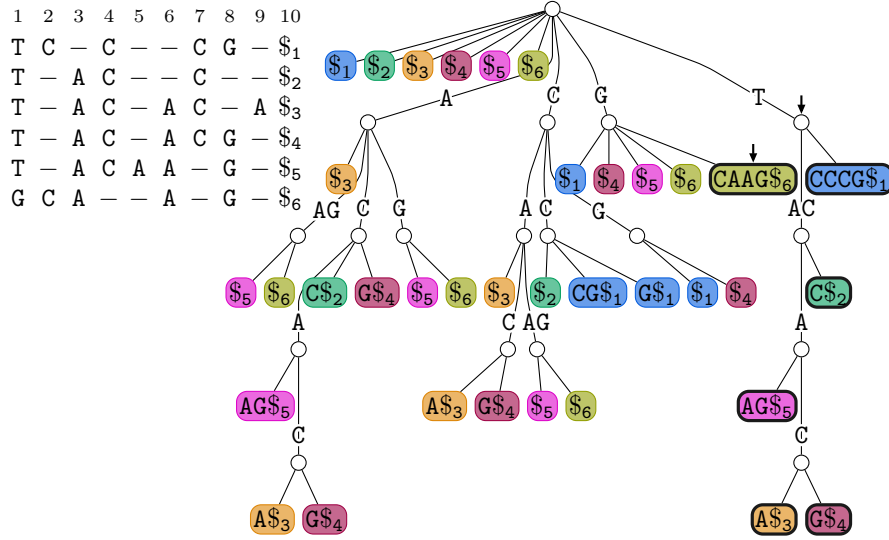 1 2 3 4 5 6 7 8 9 10
T C – C – – C G – $1
T – A C – – C – – $2
T – A C – A C – A $3
T – A C – A C G – $4
T – A C A A – G – $5
G C A – – A – G – $6
$1 $2 $3 $4 $5 $6
A C G T
$3 $1 $4 $5 $6 CAAG$6 CCCG$1
AG C G A C G AC
$5 $6 C$2 G$4 $5 $6 $3 $2 CG$1 G$1 $1 $4 C$2
A C AG A
AG$5 A$3 G$4 $5 $6 AG$5
C C
A$3 G$4 A$3 G$4